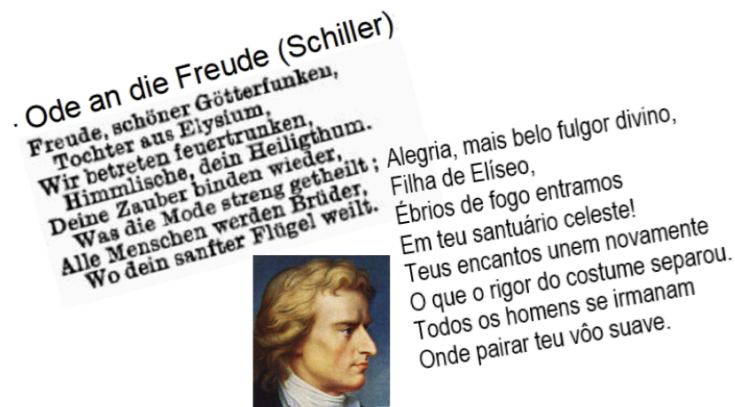 · Ode an die Freude (Schiller)
Freude, schöner Götterfunken,
Tochter aus Elysium,
Wir betreten feuertrunken,
Himmlische, dein Heiligthum.
Deine Zauber binden wieder,
Was die Mode streng getheilt;
Alle Menschen werden Brüder,
Wo dein sanfter Flügel weilt.
Alegria, mais belo fulgor divino,
Filha de Elíseo,
Ébrios de fogo entramos
Em teu santuário celeste!
Teus encantos unem novamente
O que o rigor do costume separou.
Todos os homens se irmanam
Onde pairar teu vôo suave.